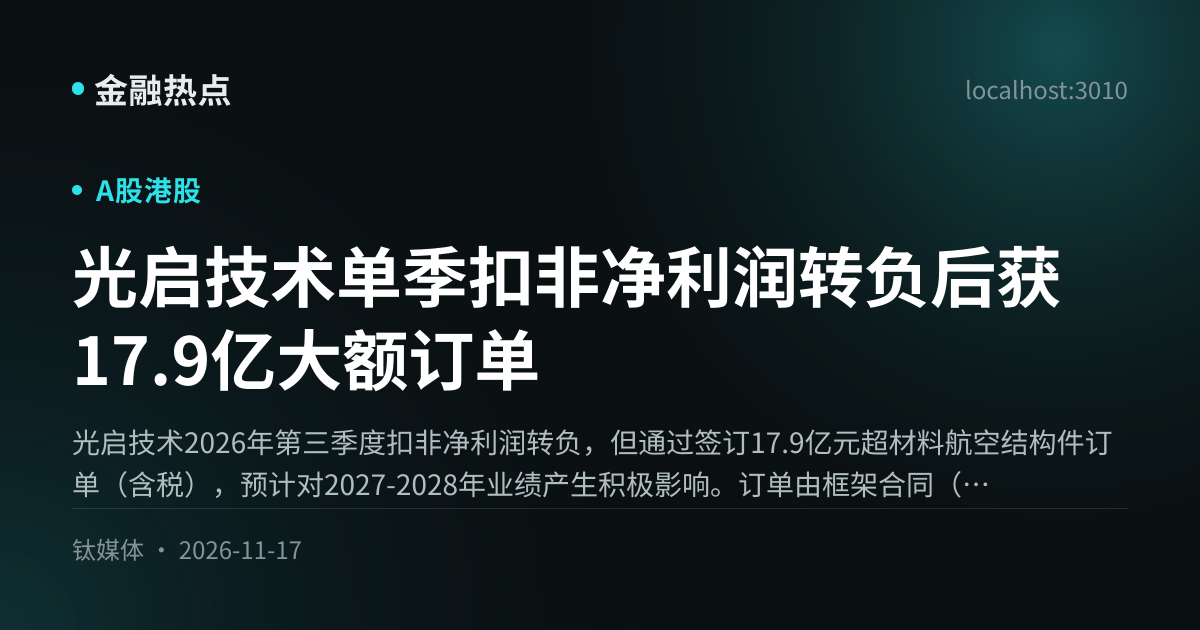 金融热点
localhost:3010
A股港股
光启技术单季扣非净利润转负后获
17.9亿大额订单
光启技术2026年第三季度扣非净利润转负，但通过签订17.9亿元超材料航空结构件订
单（含税），预计对2027-2028年业绩产生积极影响。订单由框架合同（…
钛媒体 • 2026-11-17